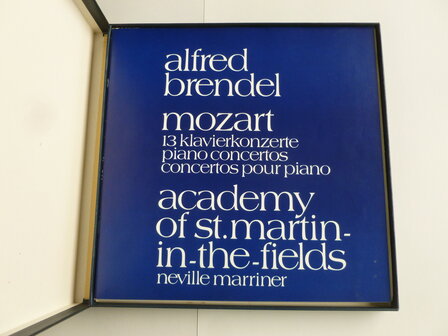 alfred
brendel
mozart
13 klavierkonzerte
piano concertos
concertos pour piano
academy
of st.martin-
in-the-fields
neville marriner